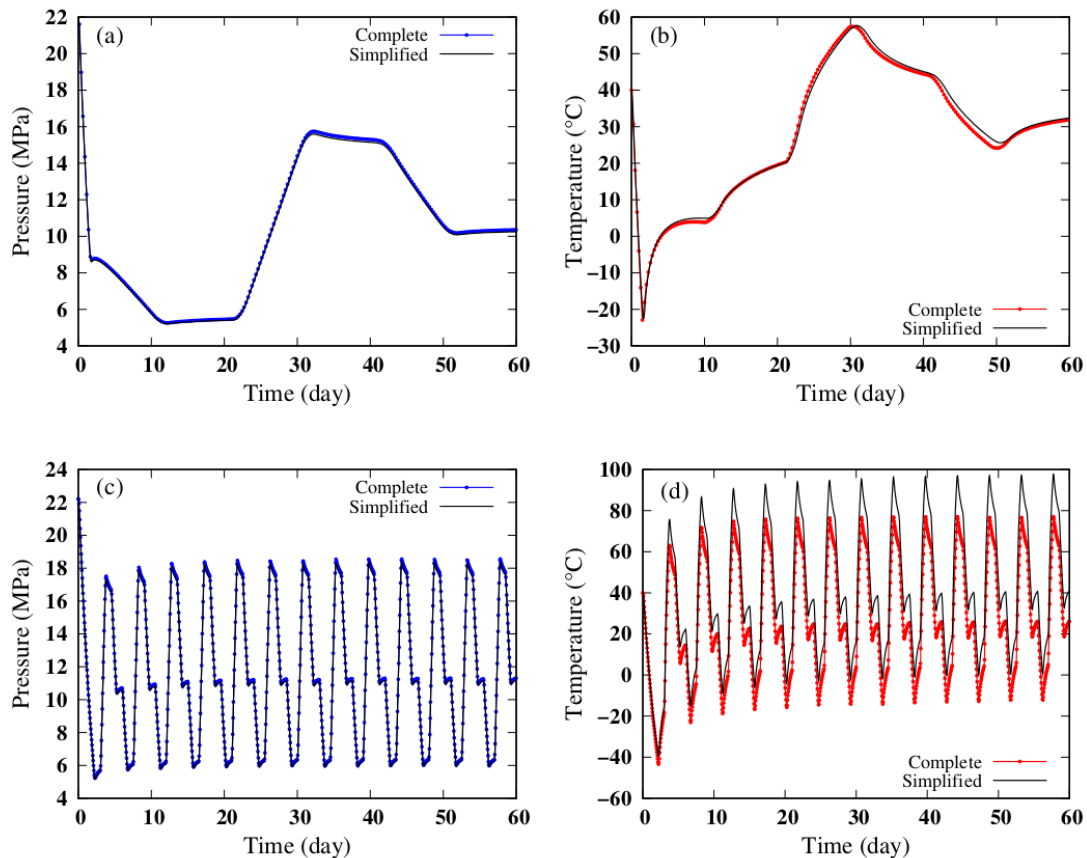 (a)
Complete
Simplified
Pressure (MPa)
22
20
18
16
14
12
10
8
6
4
0 10 20 30 40 50 60
Time (day)
(b)
Complete
Simplified
Temperature (°C)
60
50
40
30
20
10
0
−10
−20
−30
0 10 20 30 40 50 60
Time (day)
(c)
Complete
Simplified
Pressure (MPa)
24
22
20
18
16
14
12
10
8
6
4
0 10 20 30 40 50 60
Time (day)
(d)
Complete
Simplified
Temperature (°C)
100
80
60
40
20
0
−20
−40
−60
0 10 20 30 40 50 60
Time (day)